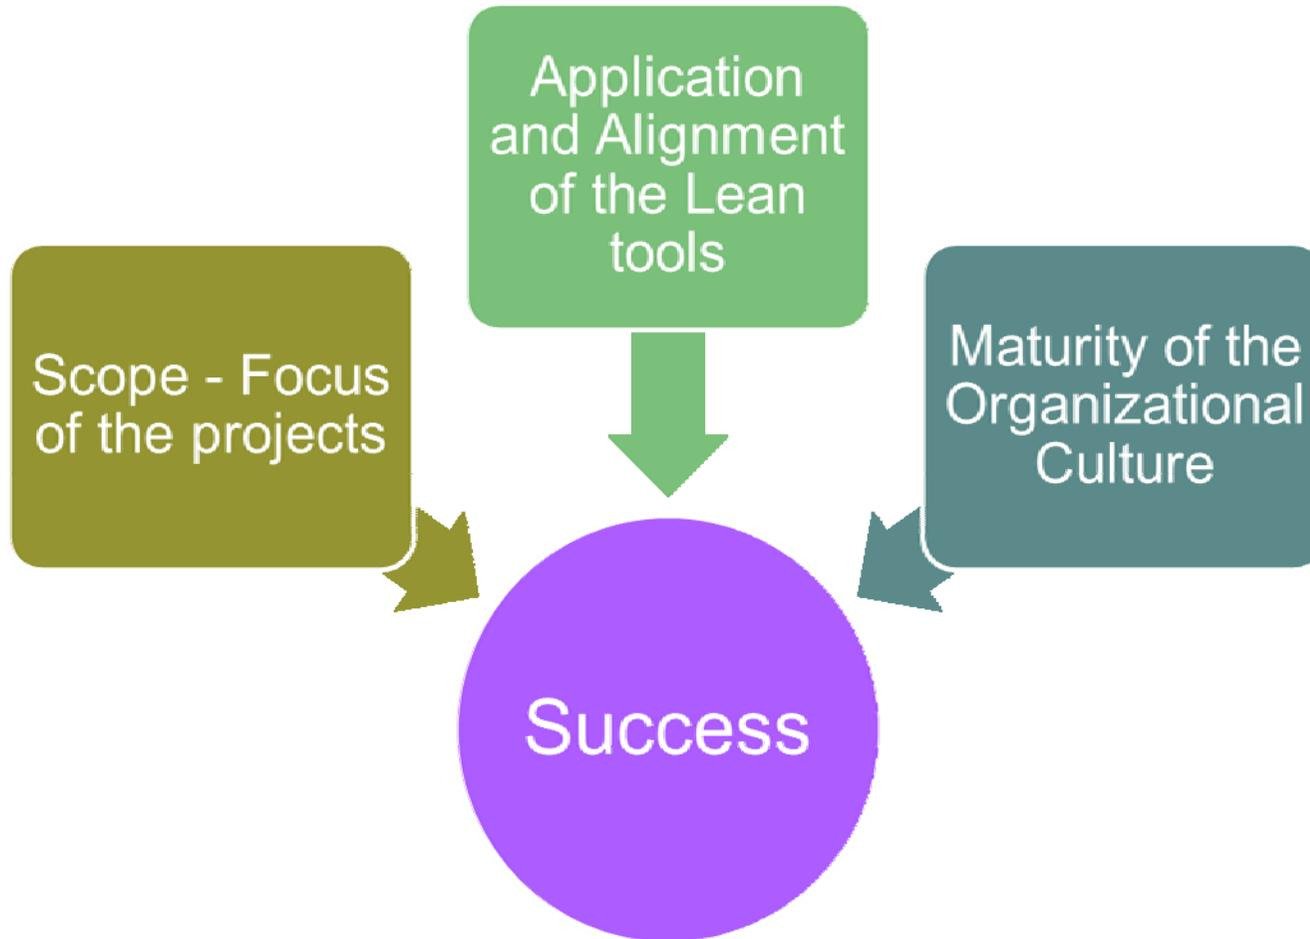 Application
and Alignment
of the Lean
tools
Scope - Focus
of the projects
Maturity of the
Organizational
Culture
Success